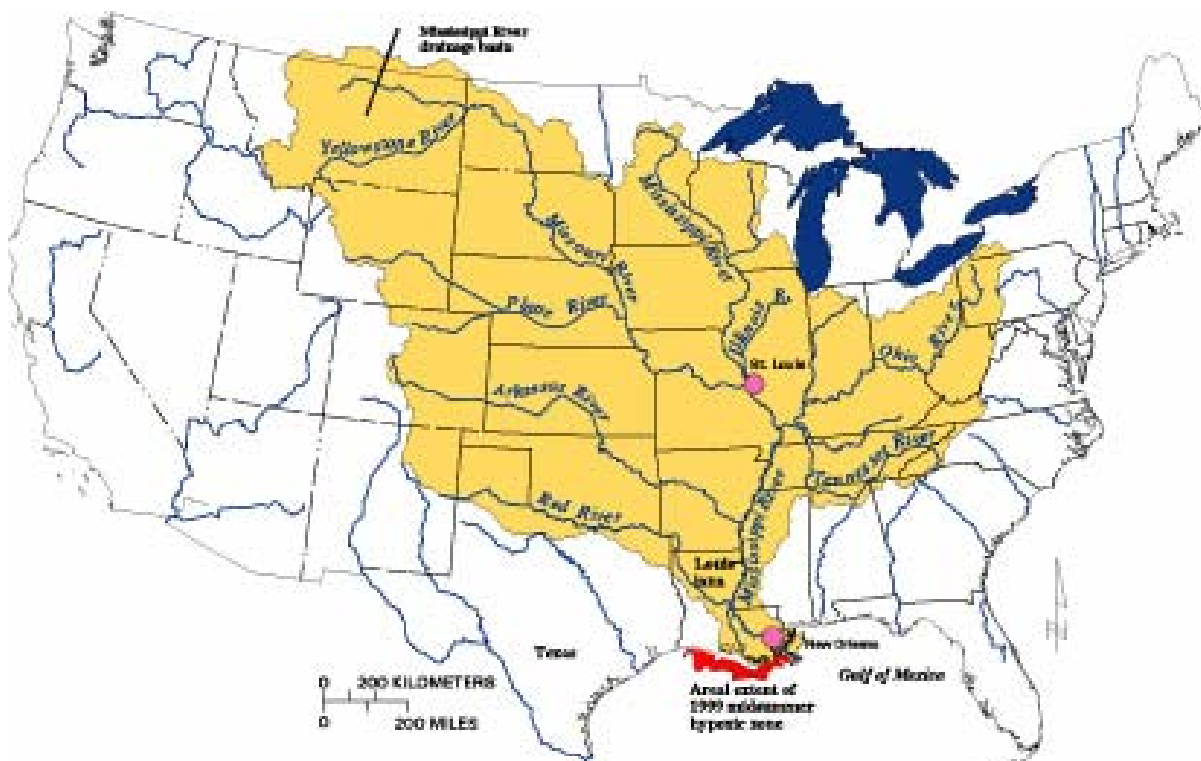 Mississippi River
drainage basin
Yellowstone River
Missouri River
Mississippi River
Platte River
Illinois R.
Ohio River
St. Louis
Arkansas River
Tennessee River
Red River
Mississippi River
Louis-
iana
New Orleans
Texas
Gulf of Mexico
0 200 KILOMETERS
0 200 MILES
Areal extent of
1999 midsummer
hypoxic zone